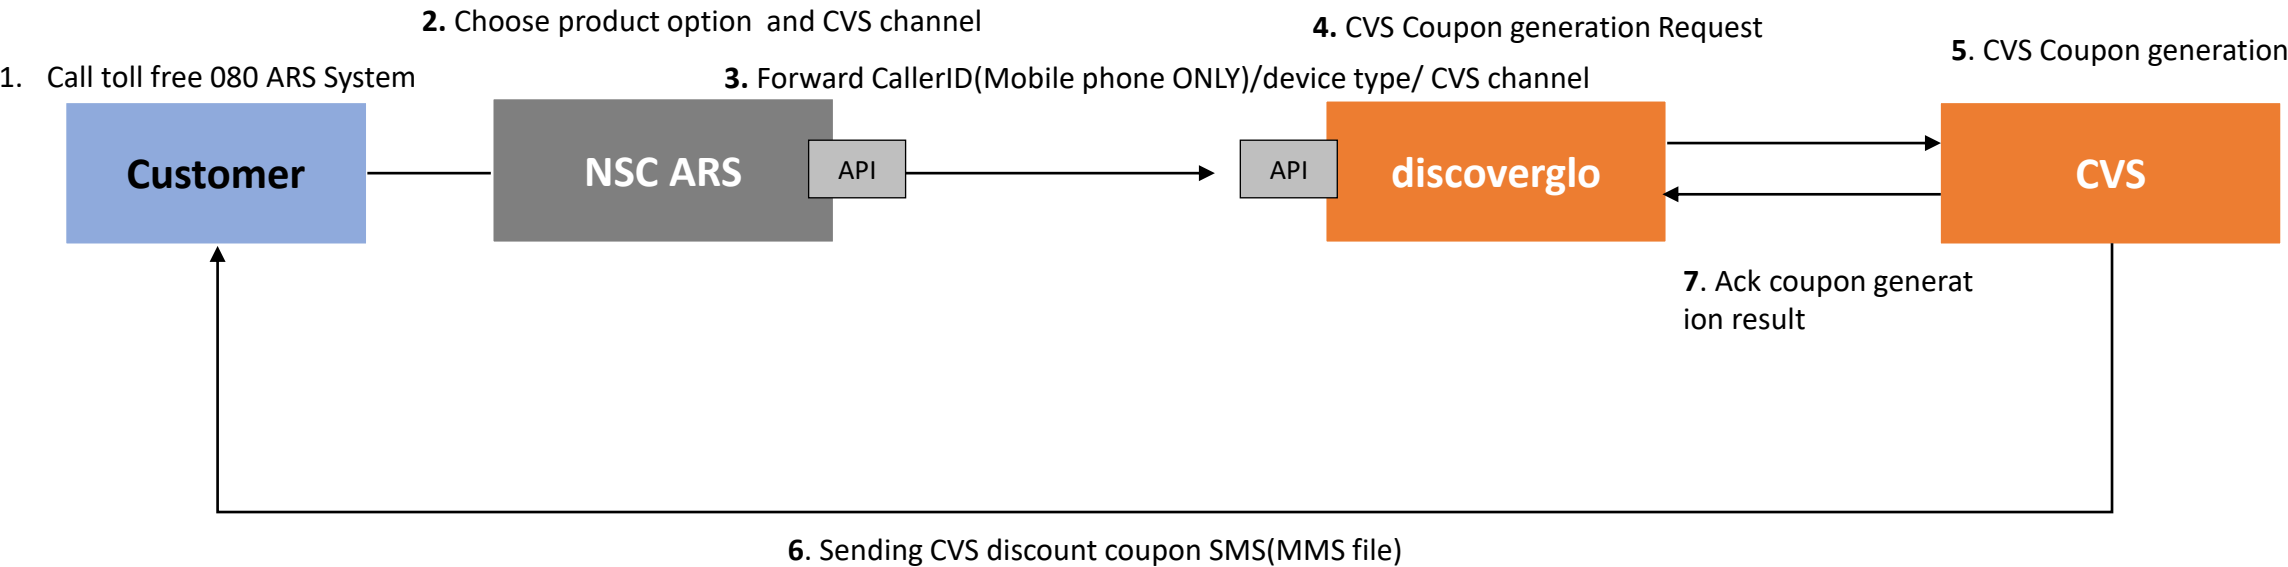 2. Choose product option  and CVS channel
4. CVS Coupon generation Request
5. CVS Coupon generation
1. Call toll free 080 ARS System
3. Forward CallerID(Mobile phone ONLY)/device type/ CVS channel
Customer
NSC ARS
API
API
discoverglo
CVS
7. Ack coupon generat
ion result
6. Sending CVS discount coupon SMS(MMS file)